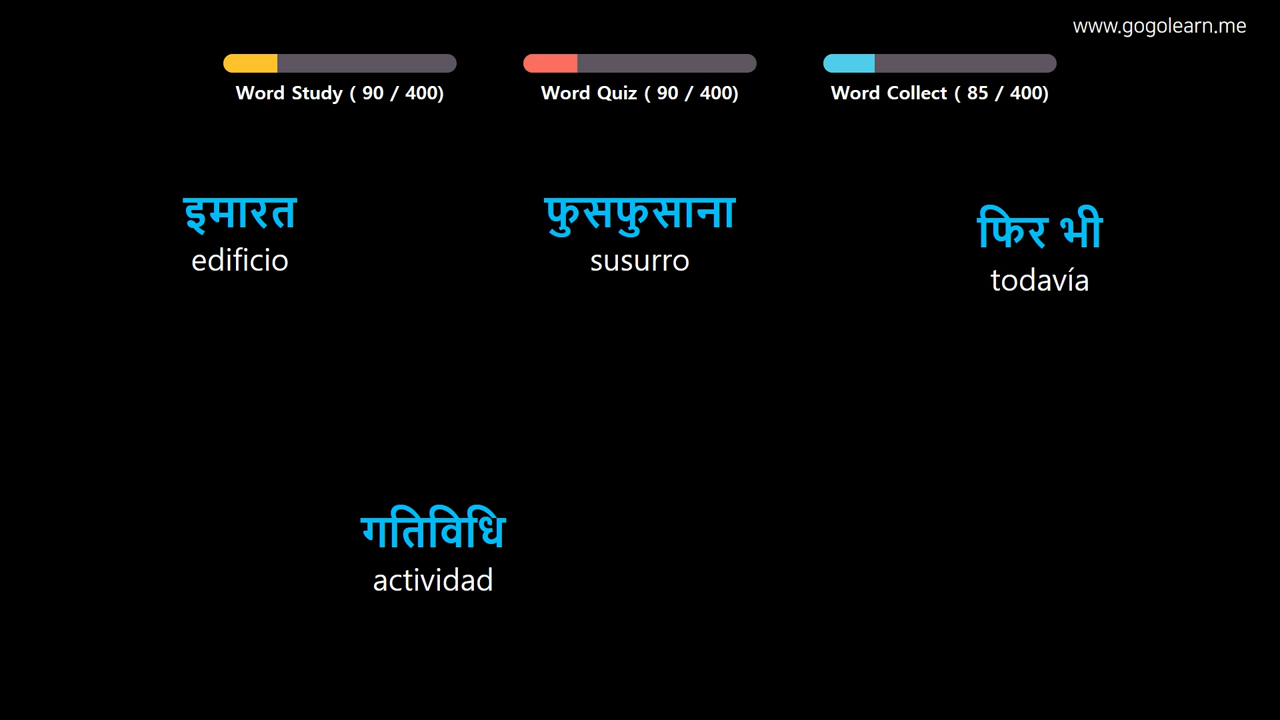 www.gogolearn.me
Word Study ( 90 / 400)
Word Quiz ( 90 / 400)
Word Collect ( 85 / 400)
इमारत
edificio
फुसफुसाना
susurro
फिर भी
todavía
गतिविधि
actividad